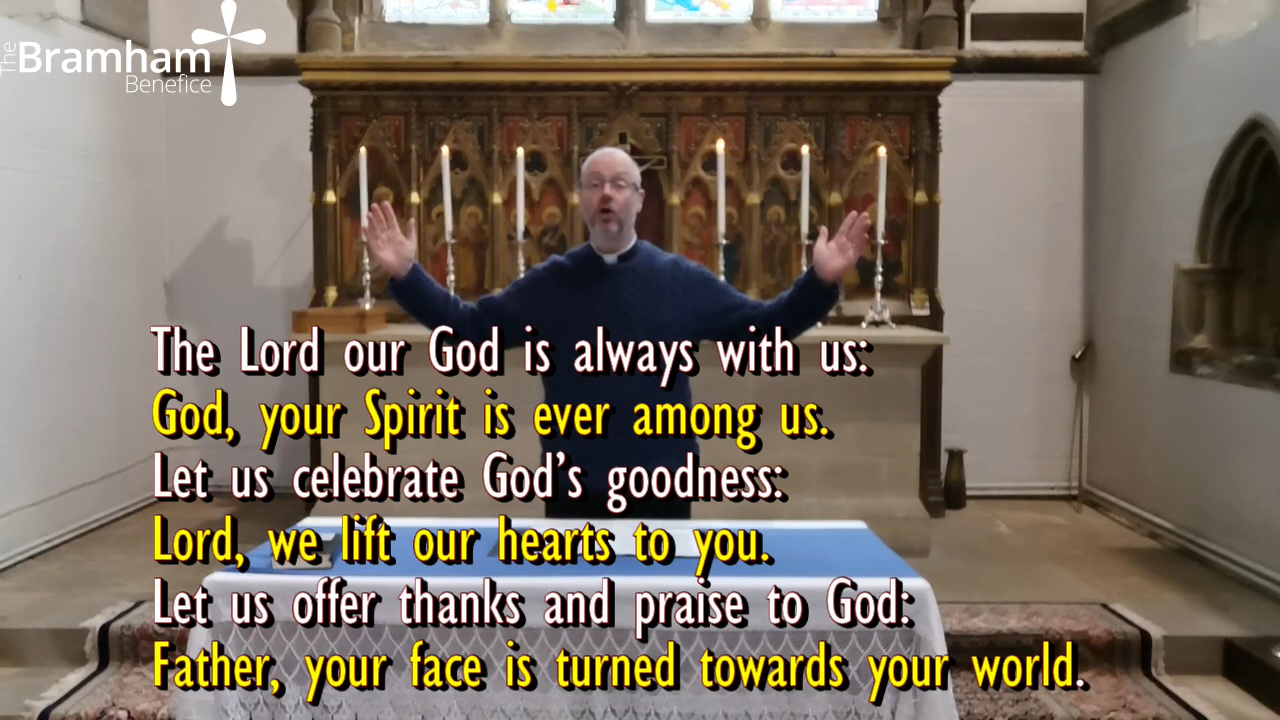 The Bramham
Benefice
The Lord our God is always with us:
God, your Spirit is ever among us.
Let us celebrate God's goodness:
Lord, we lift our hearts to you.
Let us offer thanks and praise to God:
Father, your face is turned towards your world.